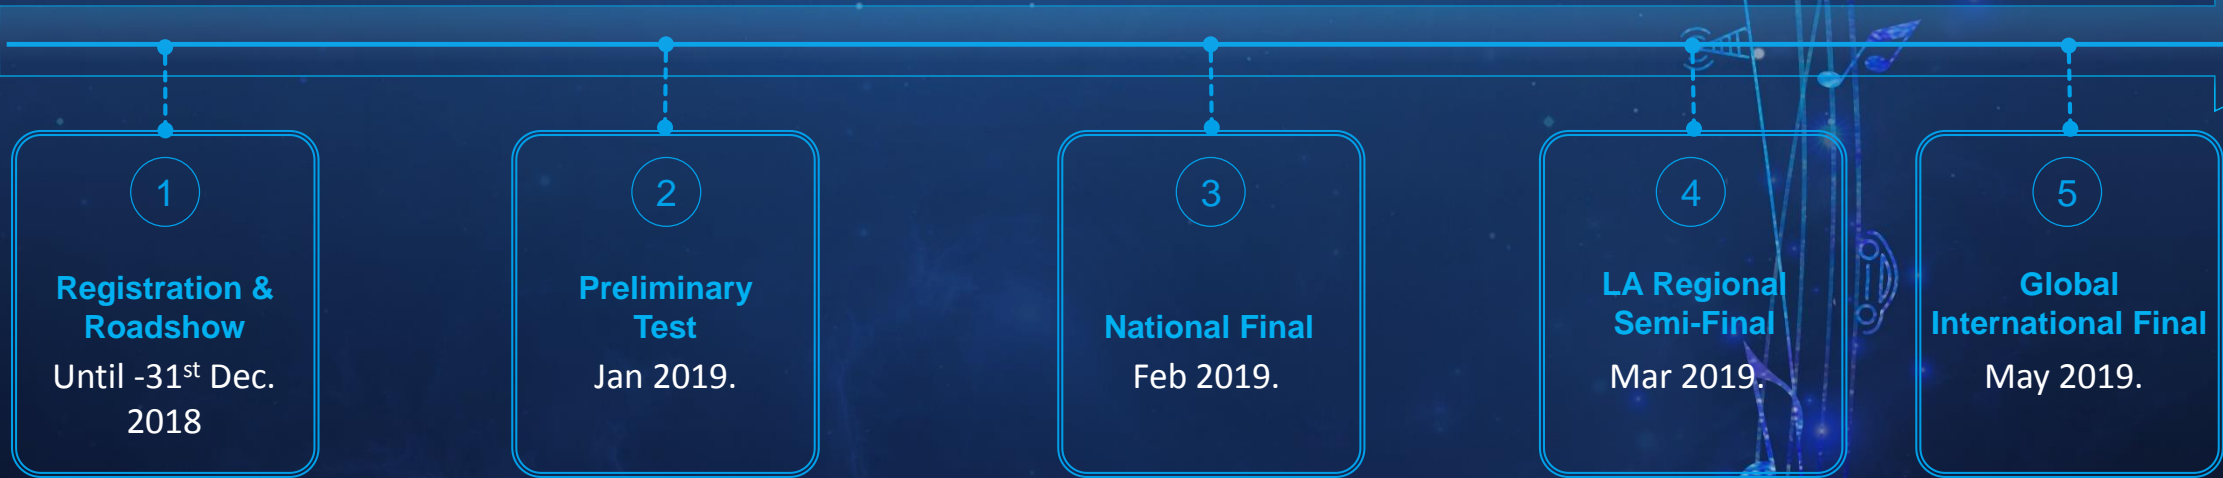 1
Registration &
Roadshow
Until -31st Dec.
2018
2
Preliminary
Test
Jan 2019.
3
National Final
Feb 2019.
4
LA Regional
Semi-Final
Mar 2019.
5
Global
International Final
May 2019.